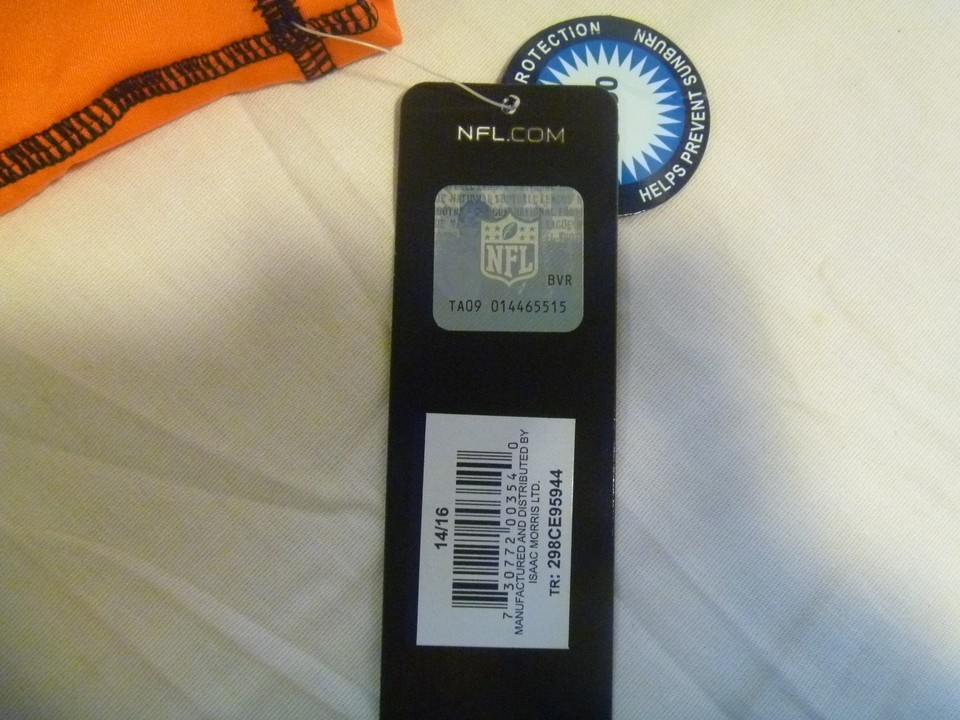 ROTECTION
HELPS PREVENT SUNBURN
NFL.COM
NFL
BVR
TA09 014465515
14/16
7 30772 00354 0
MANUFACTURED AND DISTRIBUTED BY
ISAAC MORRIS LTD.
TR: 298CE95944